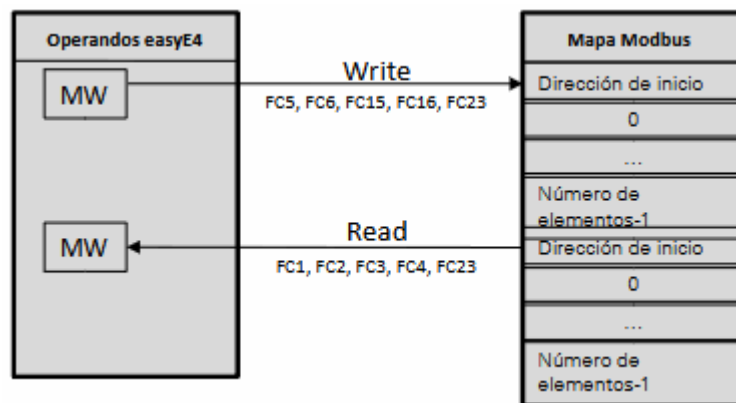 Operandos easyE4
MW
MW
Write
FC5, FC6, FC15, FC16, FC23
Read
FC1, FC2, FC3, FC4, FC23
Mapa Modbus
Dirección de inicio
0
...
Número de
elementos-1
Dirección de inicio
0
...
Número de
elementos-1